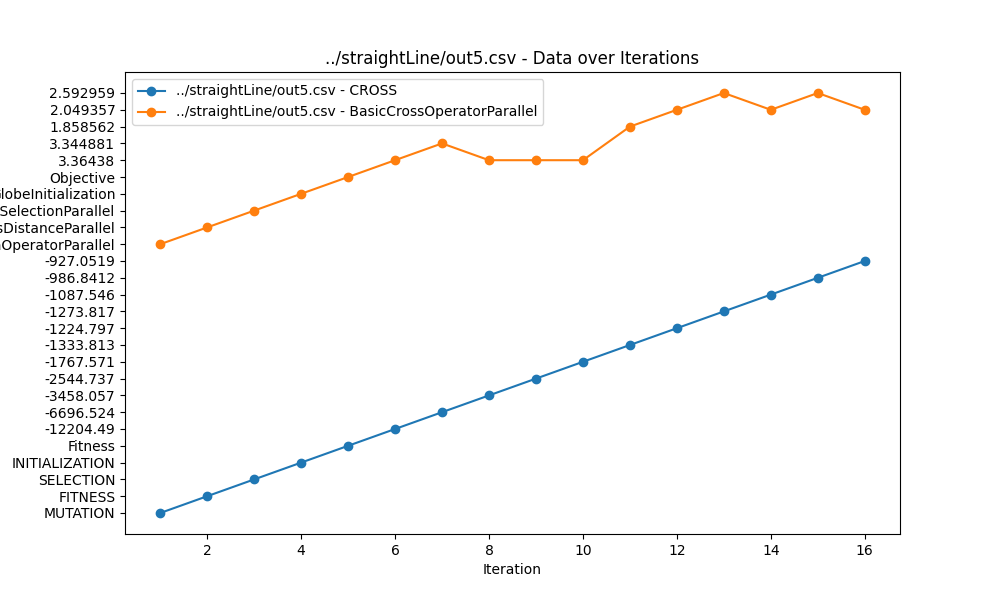 ../straightLine/out5.csv - Data over Iterations
../straightLine/out5.csv - CROSS
../straightLine/out5.csv - BasicCrossOperatorParallel
2.592959
2.049357
1.858562
3.344881
3.36438
Objective
lobeInitialization
SelectionParallel
sDistanceParallel
OperatorParallel
-927.0519
-986.8412
-1087.546
-1273.817
-1224.797
-1333.813
-1767.571
-2544.737
-3458.057
-6696.524
-12204.49
Fitness
INITIALIZATION
SELECTION
FITNESS
MUTATION
2 4 6 8 10 12 14 16
Iteration